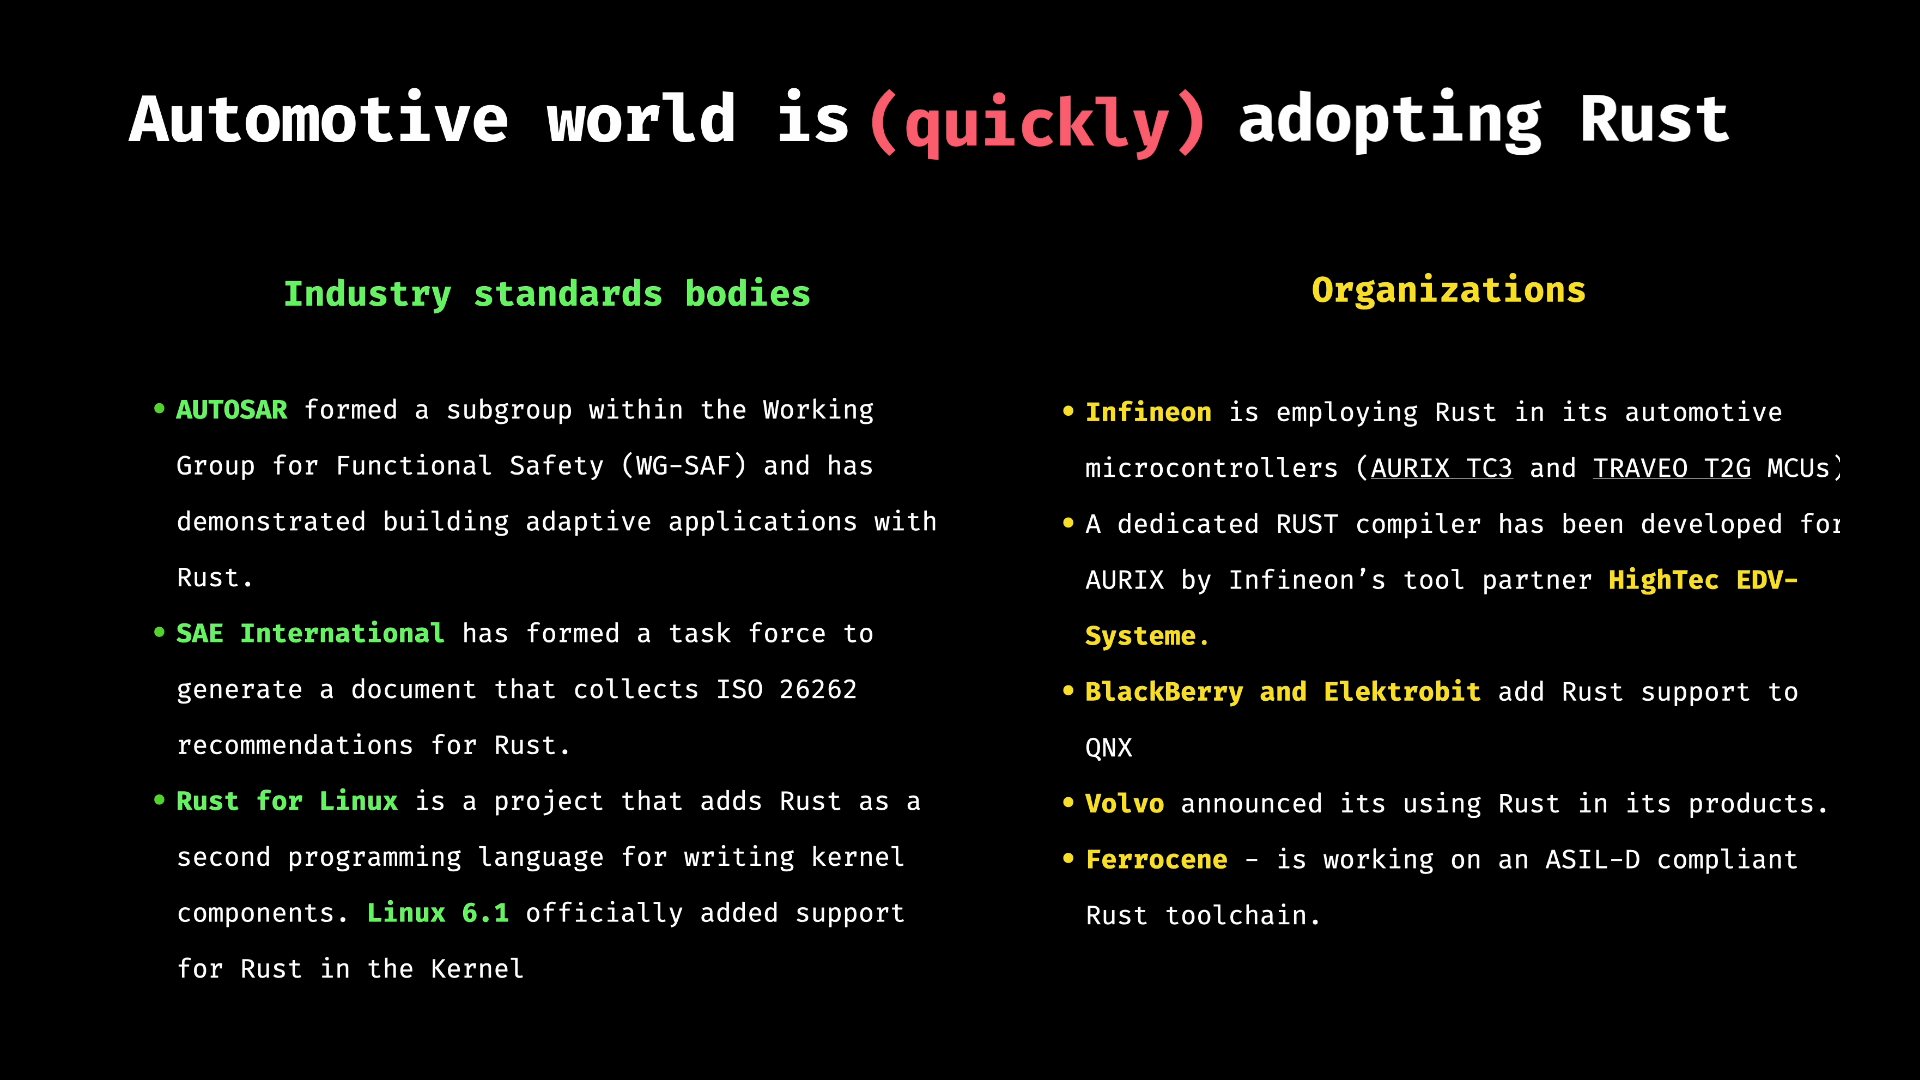 Automotive world is (quickly) adopting Rust
Industry standards bodies
• AUTOSAR formed a subgroup within the Working
Group for Functional Safety (WG-SAF) and has
demonstrated building adaptive applications with
Rust.
• SAE International has formed a task force to
generate a document that collects ISO 26262
recommendations for Rust.
• Rust for Linux is a project that adds Rust as a
second programming language for writing kernel
components. Linux 6.1 officially added support
for Rust in the Kernel
Organizations
• Infineon is employing Rust in its automotive
microcontrollers (AURIX TC3 and TRAVEO T2G MCUs)
• A dedicated RUST compiler has been developed for
AURIX by Infineon’s tool partner HighTec EDV-
Systeme.
• BlackBerry and Elektrobit add Rust support to
QNX
• Volvo announced its using Rust in its products.
• Ferrocene - is working on an ASIL-D compliant
Rust toolchain.